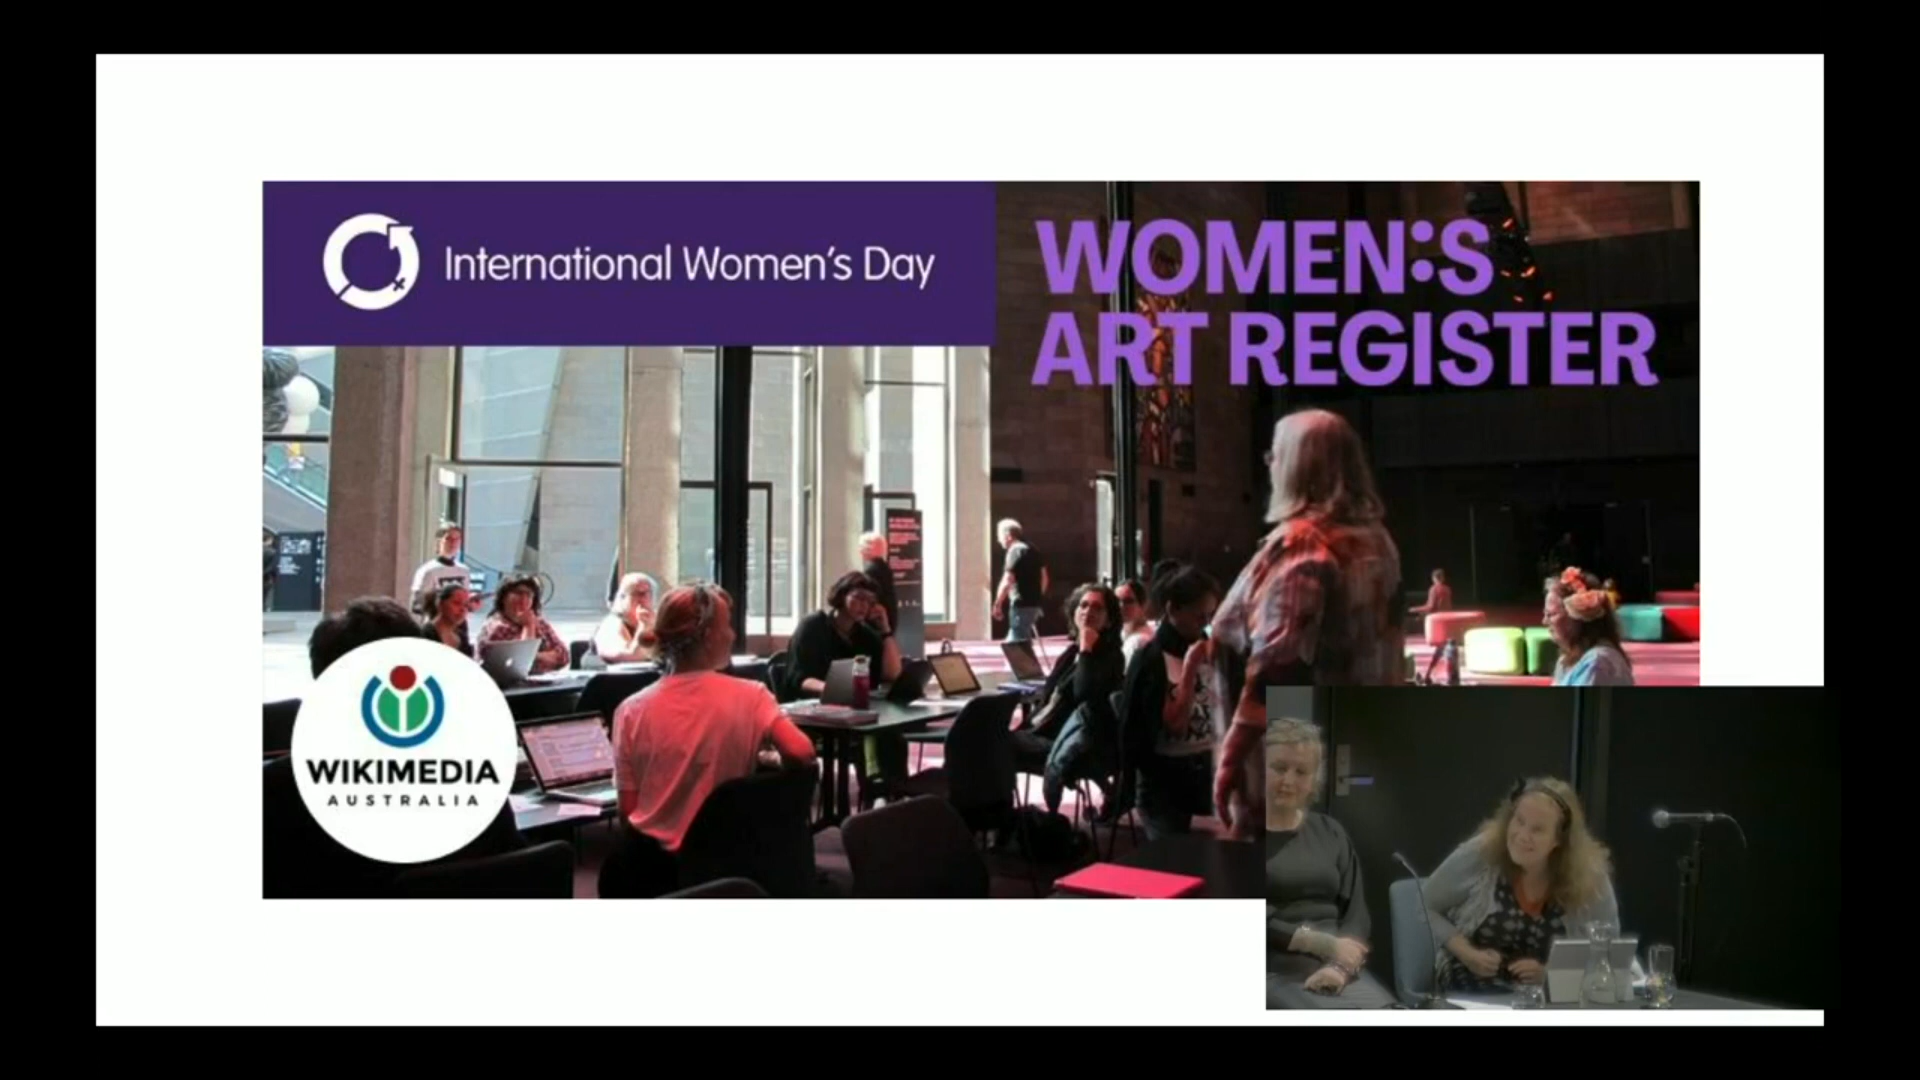 International Women's Day
WOMEN:S
ART REGISTER
WIKIMEDIA
AUSTRALIA